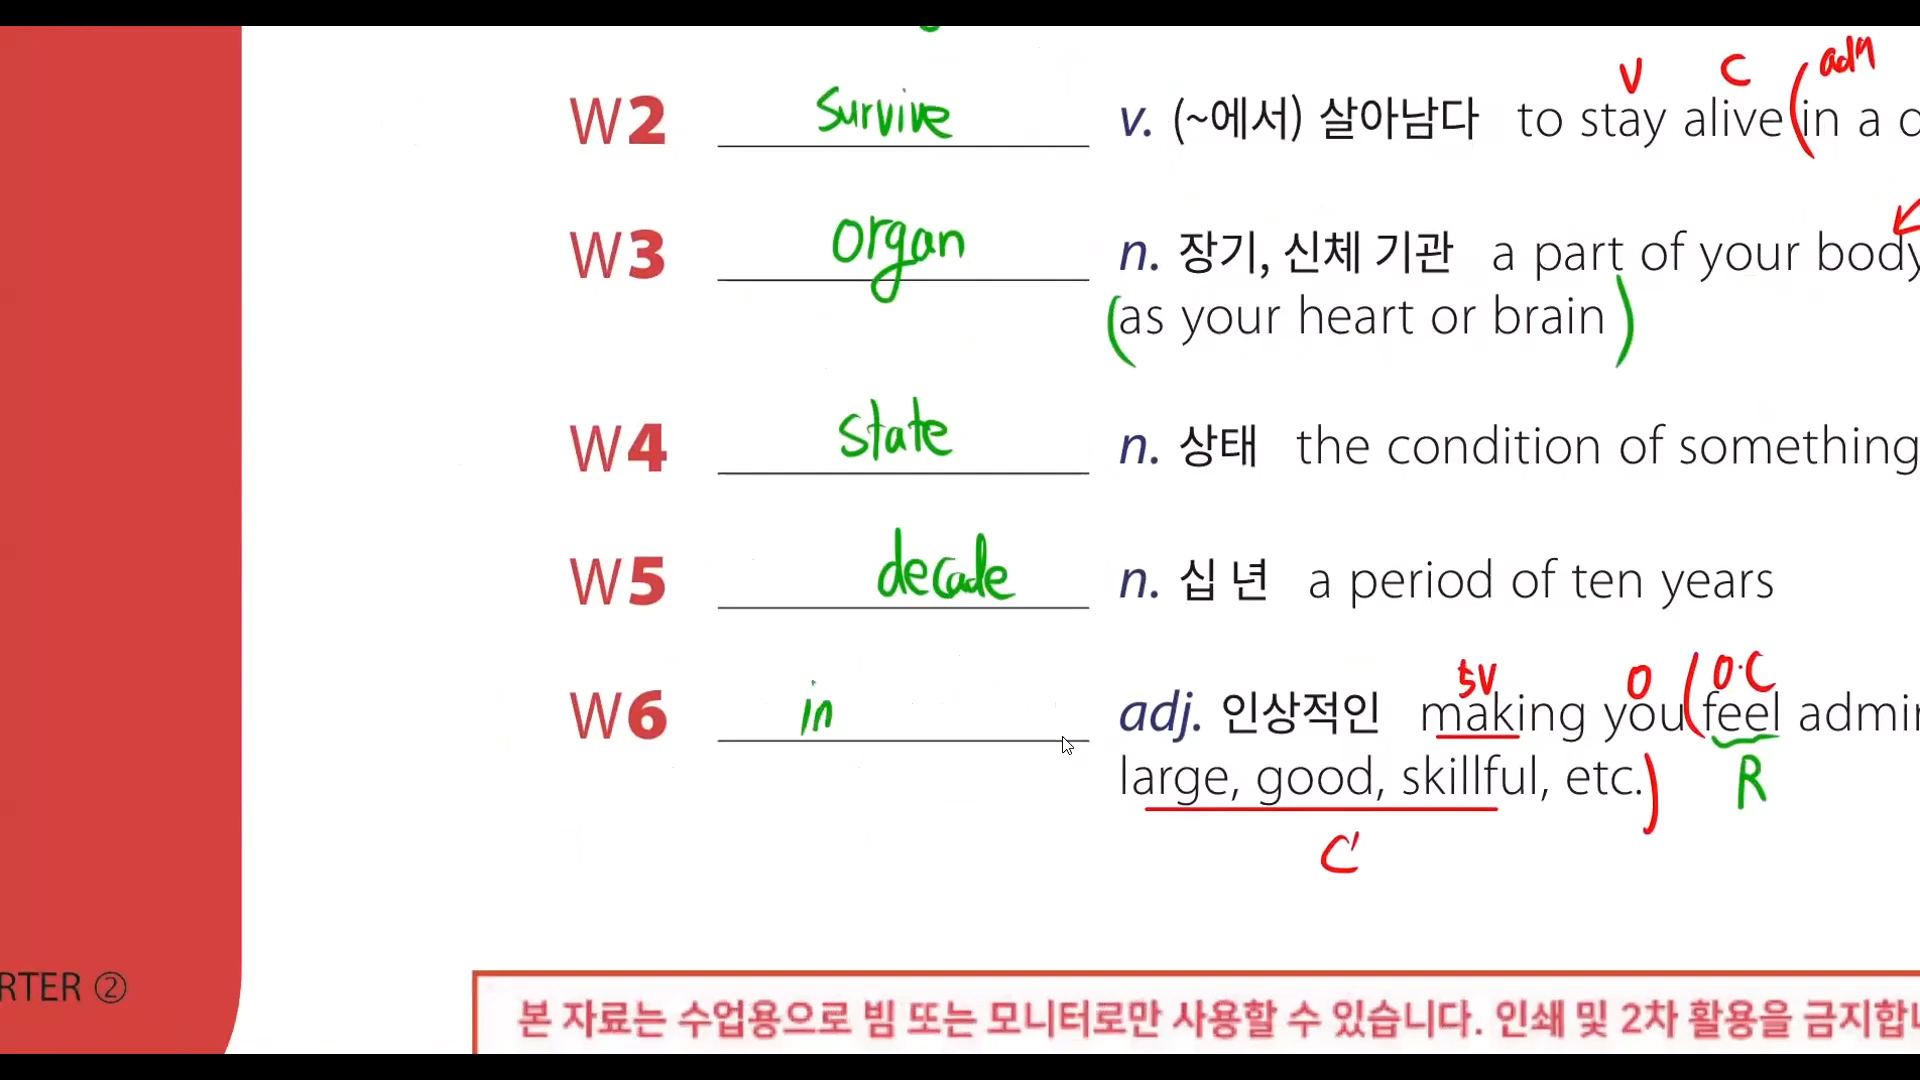 V C adM
W2 Survive v. (~에서) 살아남다 to stay alive (in a
W3 organ n. 장기, 신체 기관 a part of your body
(as your heart or brain)
W4 state n. 상태 the condition of something
W5 decade n. 십 년 a period of ten years
5V O O·C
W6 in adj. 인상적인 making you (feel
large, good, skillful, etc.) R
C'
RTER ②
본 자료는 수업용으로 빔 또는 모니터로만 사용할 수 있습니다. 인쇄 및 2차 활용을 금지합니